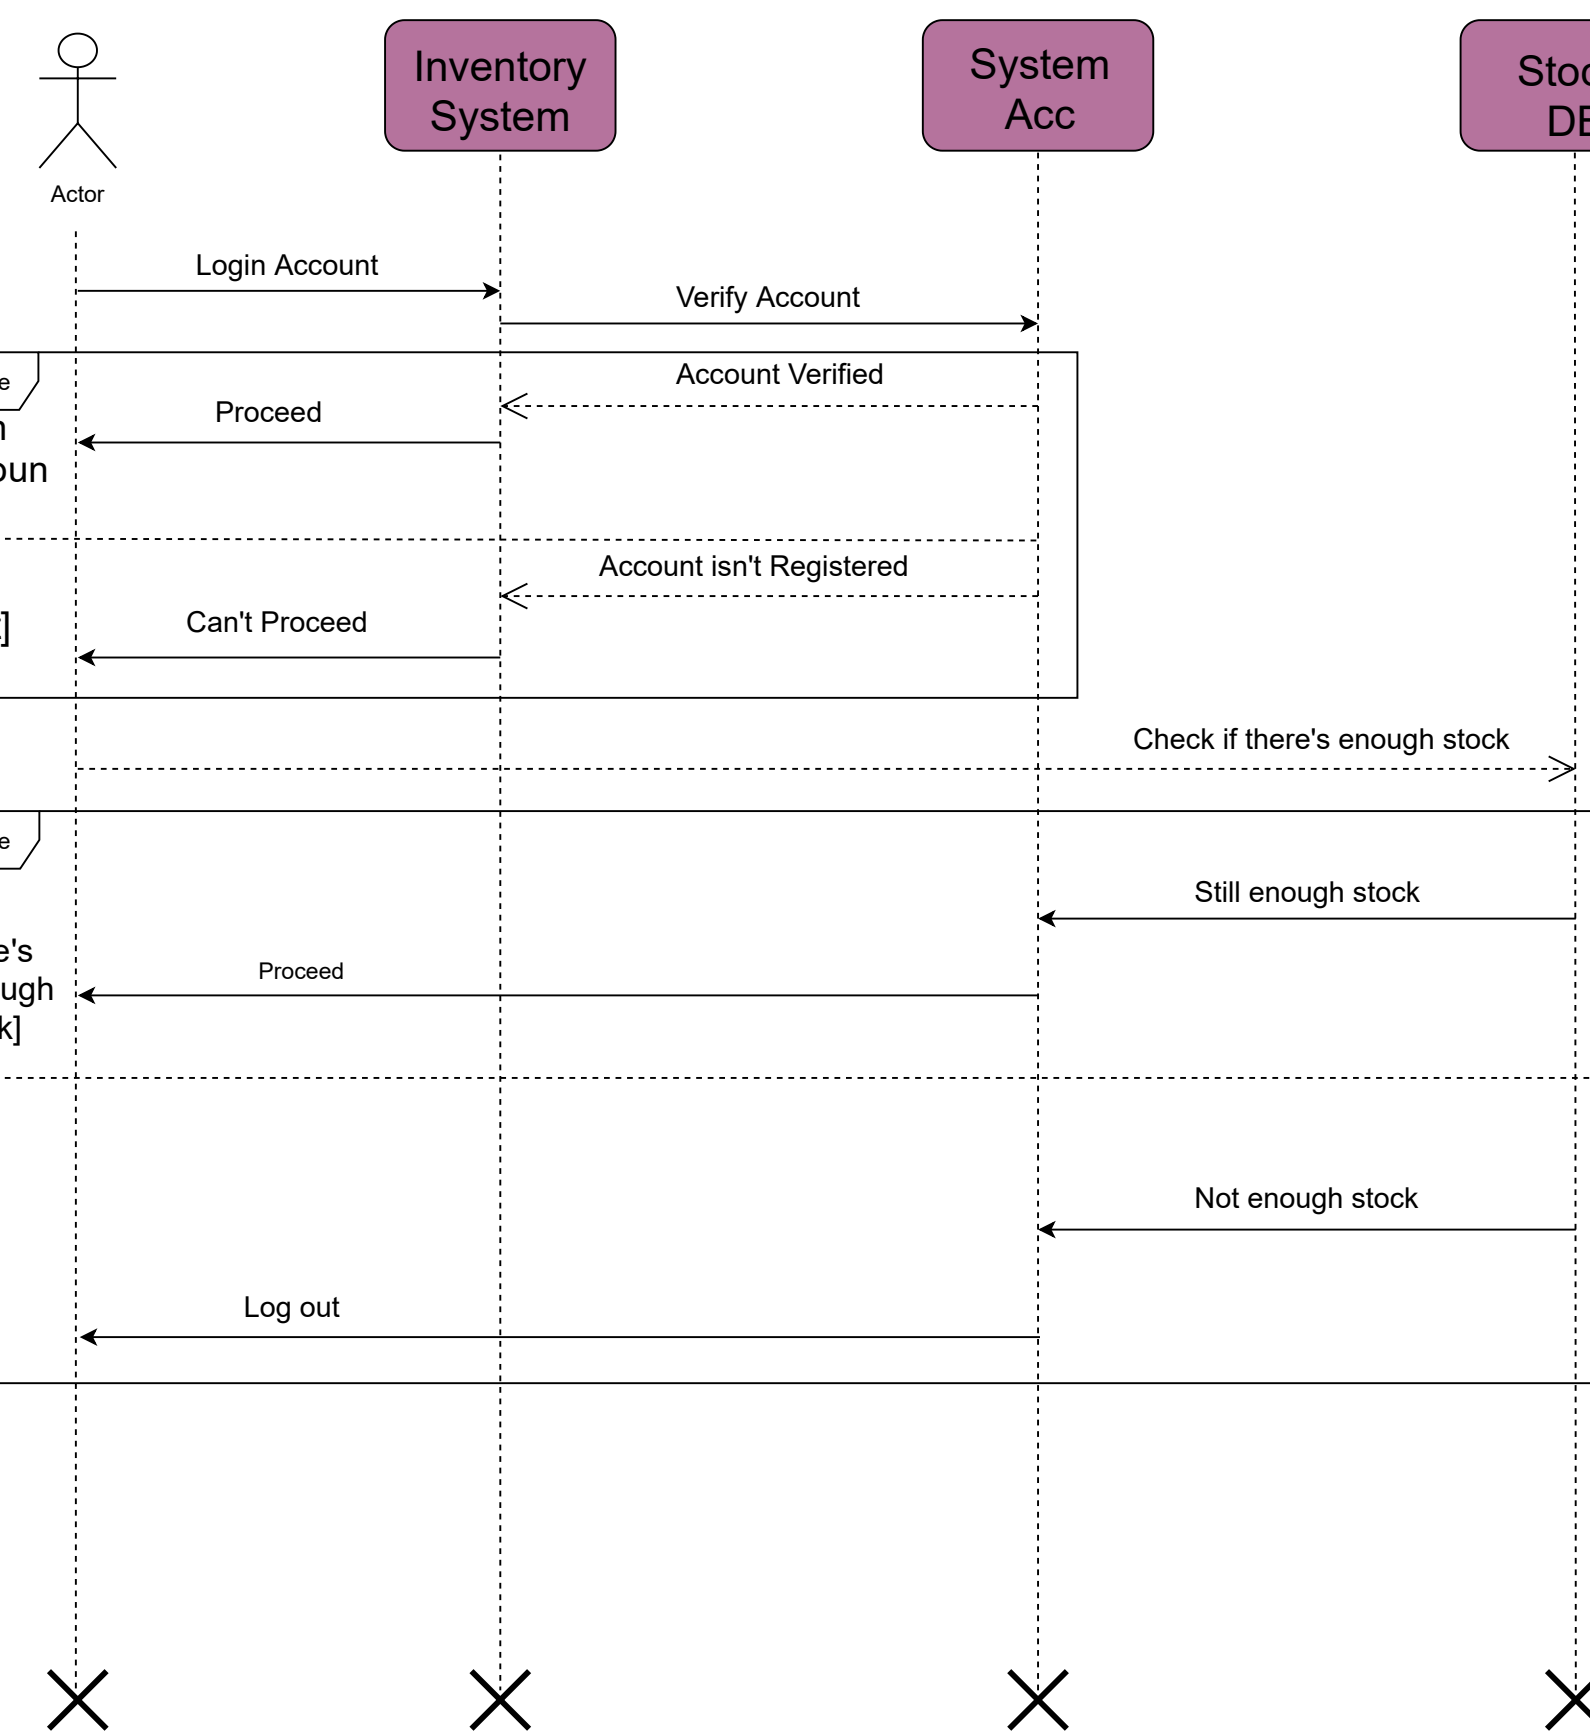 Inventory
System
System
Acc
Actor
Login Account
Verify Account
Account Verified
Proceed
Account isn't Registered
Can't Proceed
Check if there's enough stock
Still enough stock
Proceed
Not enough stock
Log out